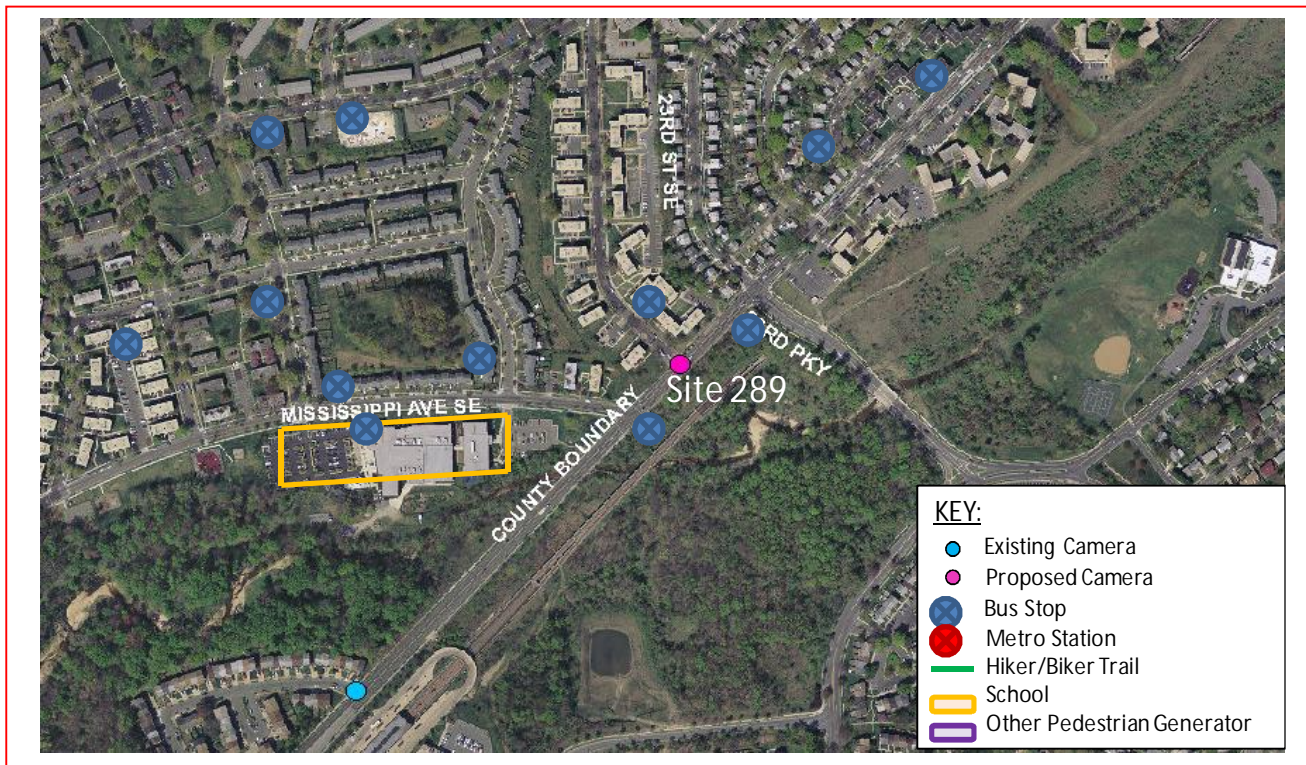 23RD ST SE
RD PKY
Site 289
MISSISSIPPI AVE SE
COUNTY BOUNDARY
KEY:
Existing Camera
Proposed Camera
Bus Stop
Metro Station
Hiker/Biker Trail
School
Other Pedestrian Generator